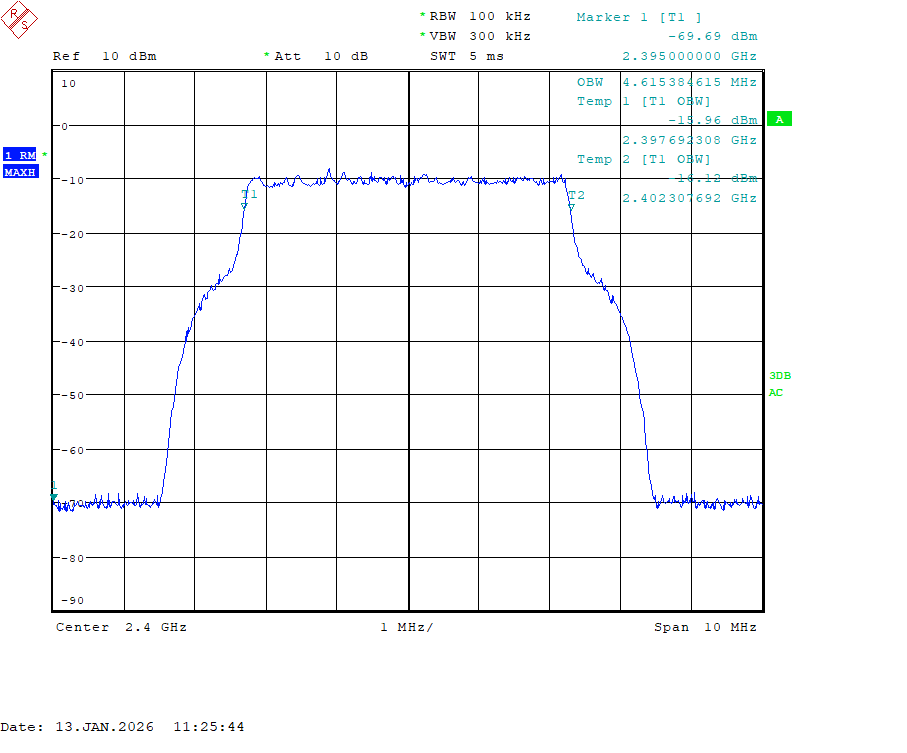 R
S
* RBW 100 kHz Marker 1 [T1 ]
* VBW 300 kHz -69.69 dBm
Ref 10 dBm * Att 10 dB SWT 5 ms 2.395000000 GHz
10
OBW 4.615384615 MHz
Temp 1 [T1 OBW]
-15.96 dBm
A
0
2.397692308 GHz
1 RM *
Temp 2 [T1 OBW]
MAXH
-10
-16.12 dBm
T1
T2
2.402307692 GHz
-20
-30
-40
3DB
AC
-50
-60
1
-70
-80
-90
Center 2.4 GHz 1 MHz/ Span 10 MHz
Date: 13.JAN.2026 11:25:44